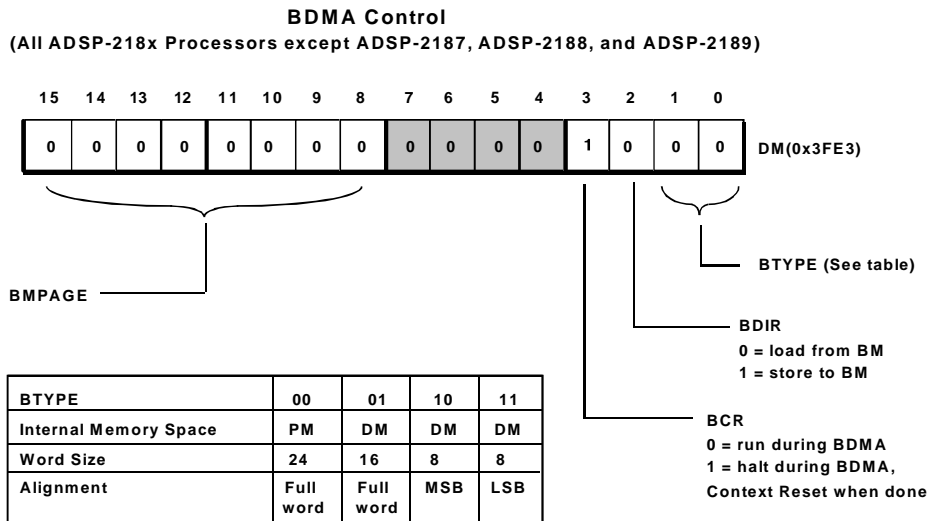 BDMA Control
(All ADSP-218x Processors except ADSP-2187, ADSP-2188, and ADSP-2189)
15 14 13 12 11 10 9 8 7 6 5 4 3 2 1 0
0 0 0 0 0 0 0 0 0 0 0 0 1 0 0 0 DM(0x3FE3)
BTYPE (See table)
BMPAGE
BDIR
0 = load from BM
1 = store to BM
BCR
0 = run during BDMA
1 = halt during BDMA,
Context Reset when done
BTYPE 00 01 10 11
Internal Memory Space PM DM DM DM
Word Size 24 16 8 8
Alignment Full word Full word MSB LSB